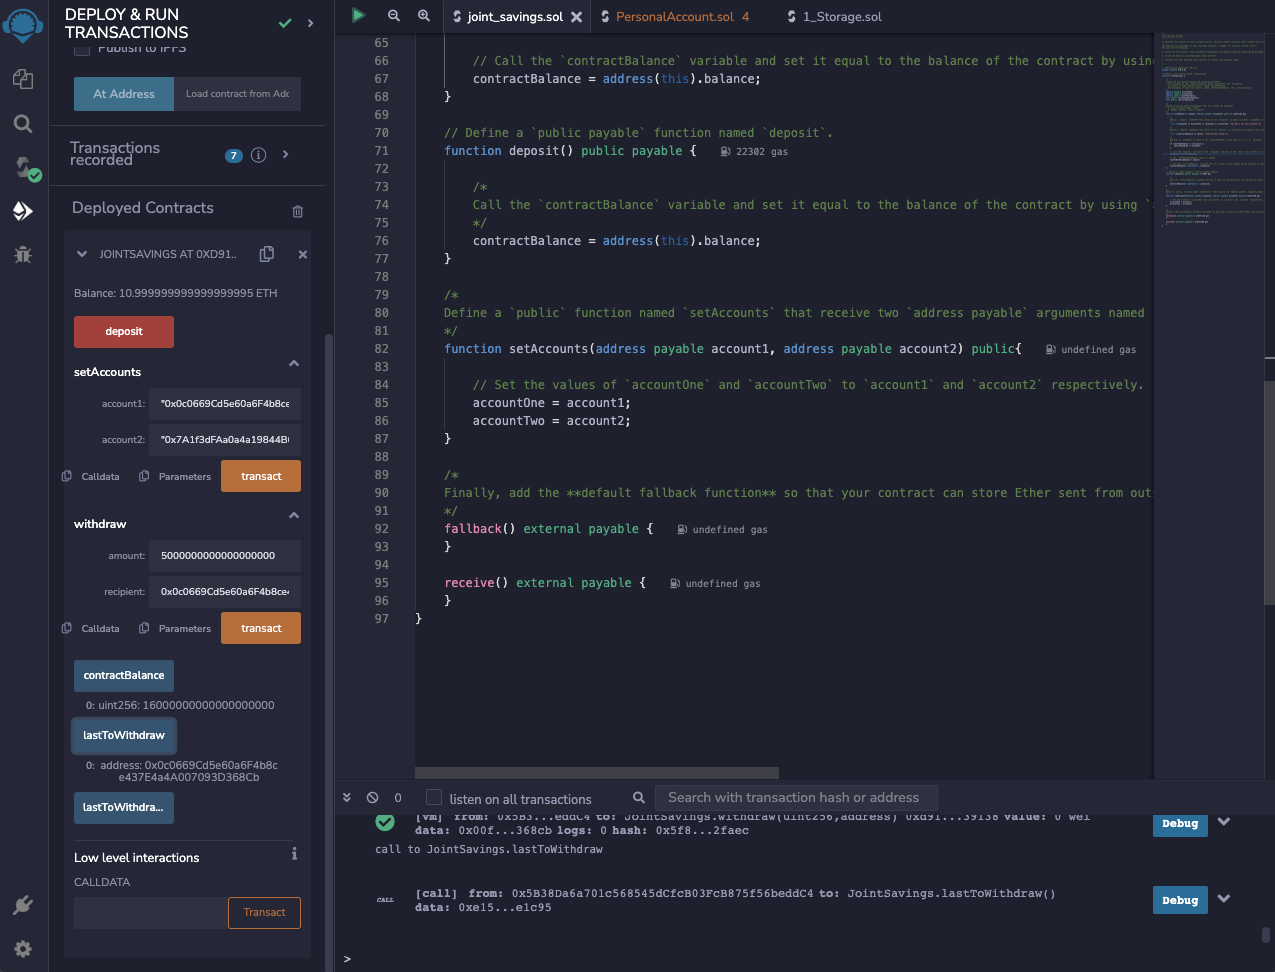 DEPLOY & RUN
TRANSACTIONS
Publish to IPFS
At Address
Load contract from Add
Transactions
recorded
7
Deployed Contracts
JOINTSAVINGS AT 0XD91...
Balance: 10.999999999999999995 ETH
deposit
setAccounts
account1:
"0x0c0669Cd5e60a6F4b8ce
account2:
"0x7A1f3dFAa0a4a19844B
Calldata
Parameters
transact
withdraw
amount:
5000000000000000000
recipient:
0x0c0669Cd5e60a6F4b8ce4
Calldata
Parameters
transact
contractBalance
0: uint256: 16000000000000000000
lastToWithdraw
0: address: 0x0c0669Cd5e60a6F4b8c
e437E4a4A007093D368Cb
lastToWithdra...
Low level interactions
CALLDATA
Transact
joint_savings.sol
PersonalAccount.sol 4
1_Storage.sol
65
66 // Call the `contractBalance` variable and set it equal to the balance of the contract by using
67 contractBalance = address(this).balance;
68 }
69
70 // Define a `public payable` function named `deposit`.
71 function deposit() public payable { 22302 gas
72
73 /*
74 Call the `contractBalance` variable and set it equal to the balance of the contract by using `
75 */
76 contractBalance = address(this).balance;
77 }
78
79 /*
80 Define a `public` function named `setAccounts` that receive two `address payable` arguments named
81 */
82 function setAccounts(address payable account1, address payable account2) public{ undefined gas
83
84 // Set the values of `accountOne` and `accountTwo` to `account1` and `account2` respectively.
85 accountOne = account1;
86 accountTwo = account2;
87 }
88
89 /*
90 Finally, add the **default fallback function** so that your contract can store Ether sent from out
91 */
92 fallback() external payable { undefined gas
93 }
94
95 receive() external payable { undefined gas
96 }
97 }
0
listen on all transactions
Search with transaction hash or address
[vm] from: 0x5B3...eddC4 to: JointSavings.withdraw(uint256,address) 0xd91...39138 value: 0 wei
data: 0x00f...368cb logs: 0 hash: 0x5f8...2faec
Debug
call to JointSavings.lastToWithdraw
CALL
[call] from: 0x5B38Da6a701c568545dCfcB03FcB875f56beddC4 to: JointSavings.lastToWithdraw()
data: 0xe15...e1c95
Debug
>